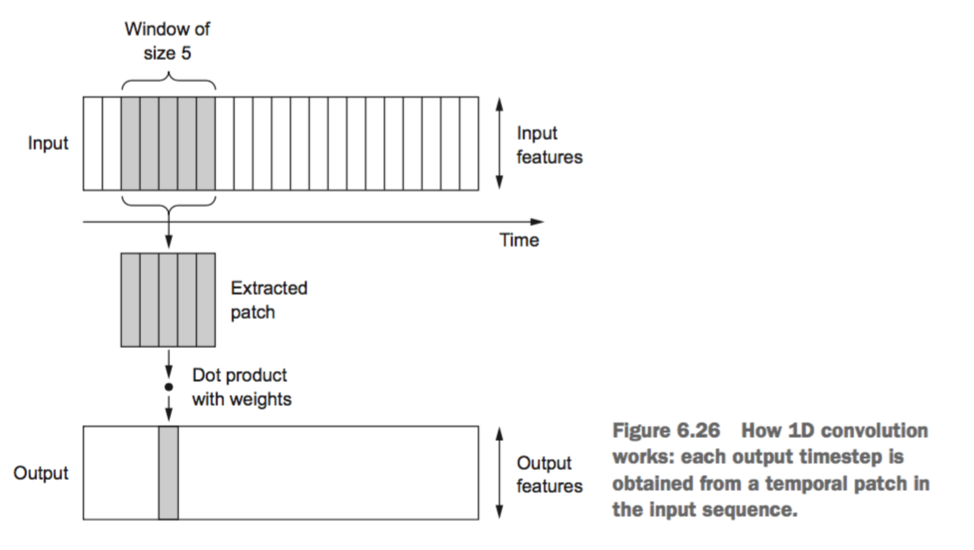 Window of
size 5
Input
Input
features
Time
Extracted
patch
Dot product
with weights
Output
Output
features
Figure 6.26 How 1D convolution
works: each output timestep is
obtained from a temporal patch in
the input sequence.